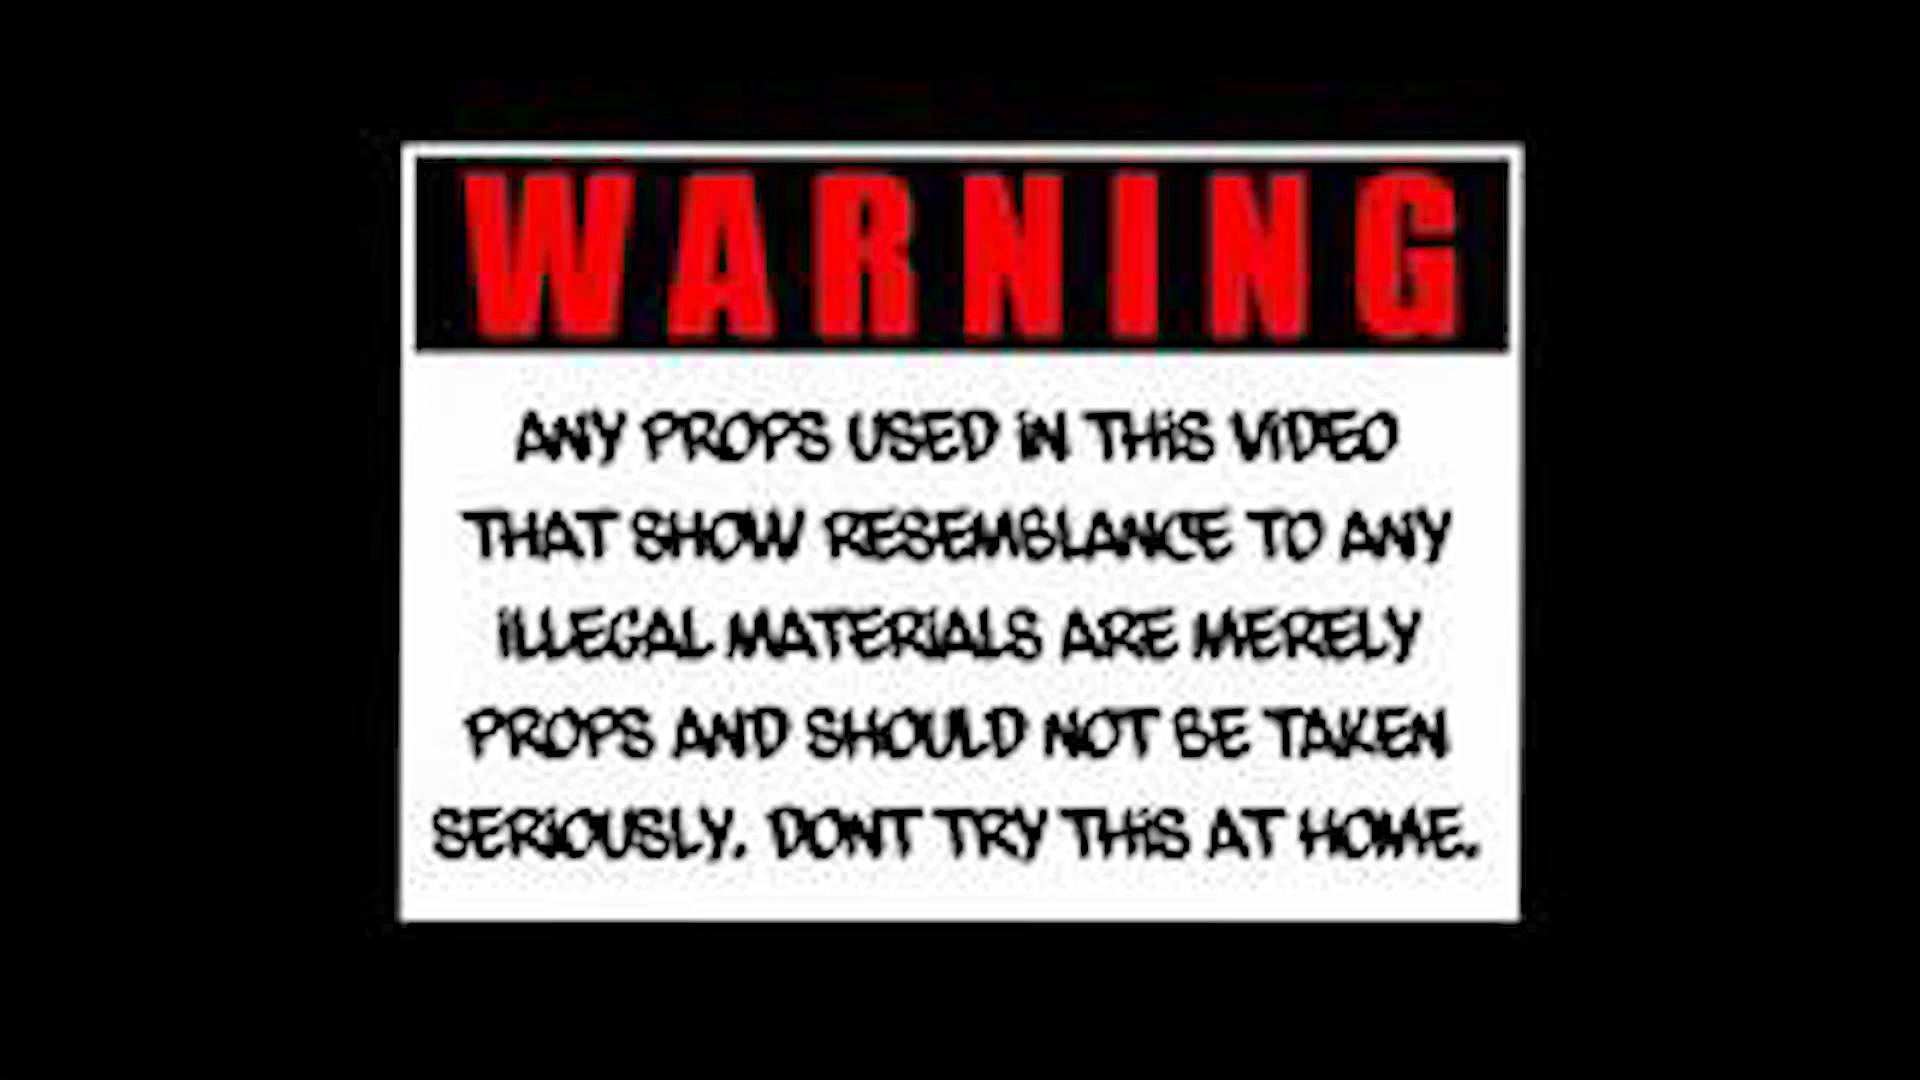 WARNING
ANY PROPS USED IN THIS VIDEO
THAT SHOW RESEMBLANCE TO ANY
ILLEGAL MATERIALS ARE MERELY
PROPS AND SHOULD NOT BE TAKEN
SERIOUSLY. DONT TRY THIS AT HOME.